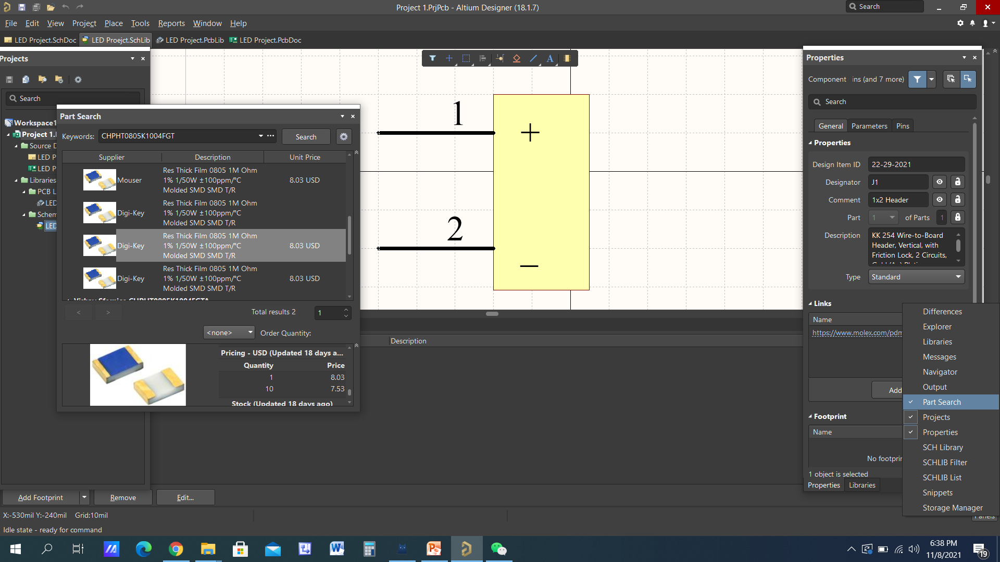 Project 1.PrjPcb - Altium Designer (18.1.7)
Search
File Edit View Project Place Tools Reports Window Help
LED Project.SchDoc
LED Proejct.SchLib
LED Project.PcbLib
LED Project.PcbDoc
Projects
Search
Workspace1
Project 1.
Source D
LED P
LED P
Libraries
PCB L
LED
Schem
LED
Part Search
Keywords: CHPHT0805K1004FGT
Search
Supplier Description Unit Price
Mouser
Res Thick Film 0805 1M Ohm
1% 1/50W ±100ppm/°C
Molded SMD SMD T/R
8.03 USD
Digi-Key
Res Thick Film 0805 1M Ohm
1% 1/50W ±100ppm/°C
Molded SMD SMD T/R
Digi-Key
Res Thick Film 0805 1M Ohm
1% 1/50W ±100ppm/°C
Molded SMD SMD T/R
8.03 USD
Digi-Key
Res Thick Film 0805 1M Ohm
1% 1/50W ±100ppm/°C
Molded SMD SMD T/R
8.03 USD
Vishay Sfernice CHPHT0805K1004FGTA
< >
Total results 2
1
<none>
Order Quantity:
Pricing - USD (Updated 18 days a...
Quantity Price
1 8.03
10 7.53
Stock (Updated 18 days ago)
1
+
2
–
Description
Properties
Component ins (and 7 more)
Search
General Parameters Pins
Properties
Design Item ID 22-29-2021
Designator J1
Comment 1x2 Header
Part 1 of Parts 1
Description
KK 254 Wire-to-Board
Header, Vertical, with
Friction Lock, 2 Circuits,
Type Standard
Links
Name
https://www.molex.com/pdm
Add
Footprint
Name
No footprin
1 object is selected
Properties Libraries
Differences
Explorer
Libraries
Messages
Navigator
Output
Part Search
Projects
Properties
SCH Library
SCHLIB Filter
SCHLIB List
Snippets
Storage Manager
Panels
Add Footprint
Remove
Edit...
X:-530mil Y:-240mil Grid:10mil
Idle state - ready for command
6:38 PM
11/8/2021
19